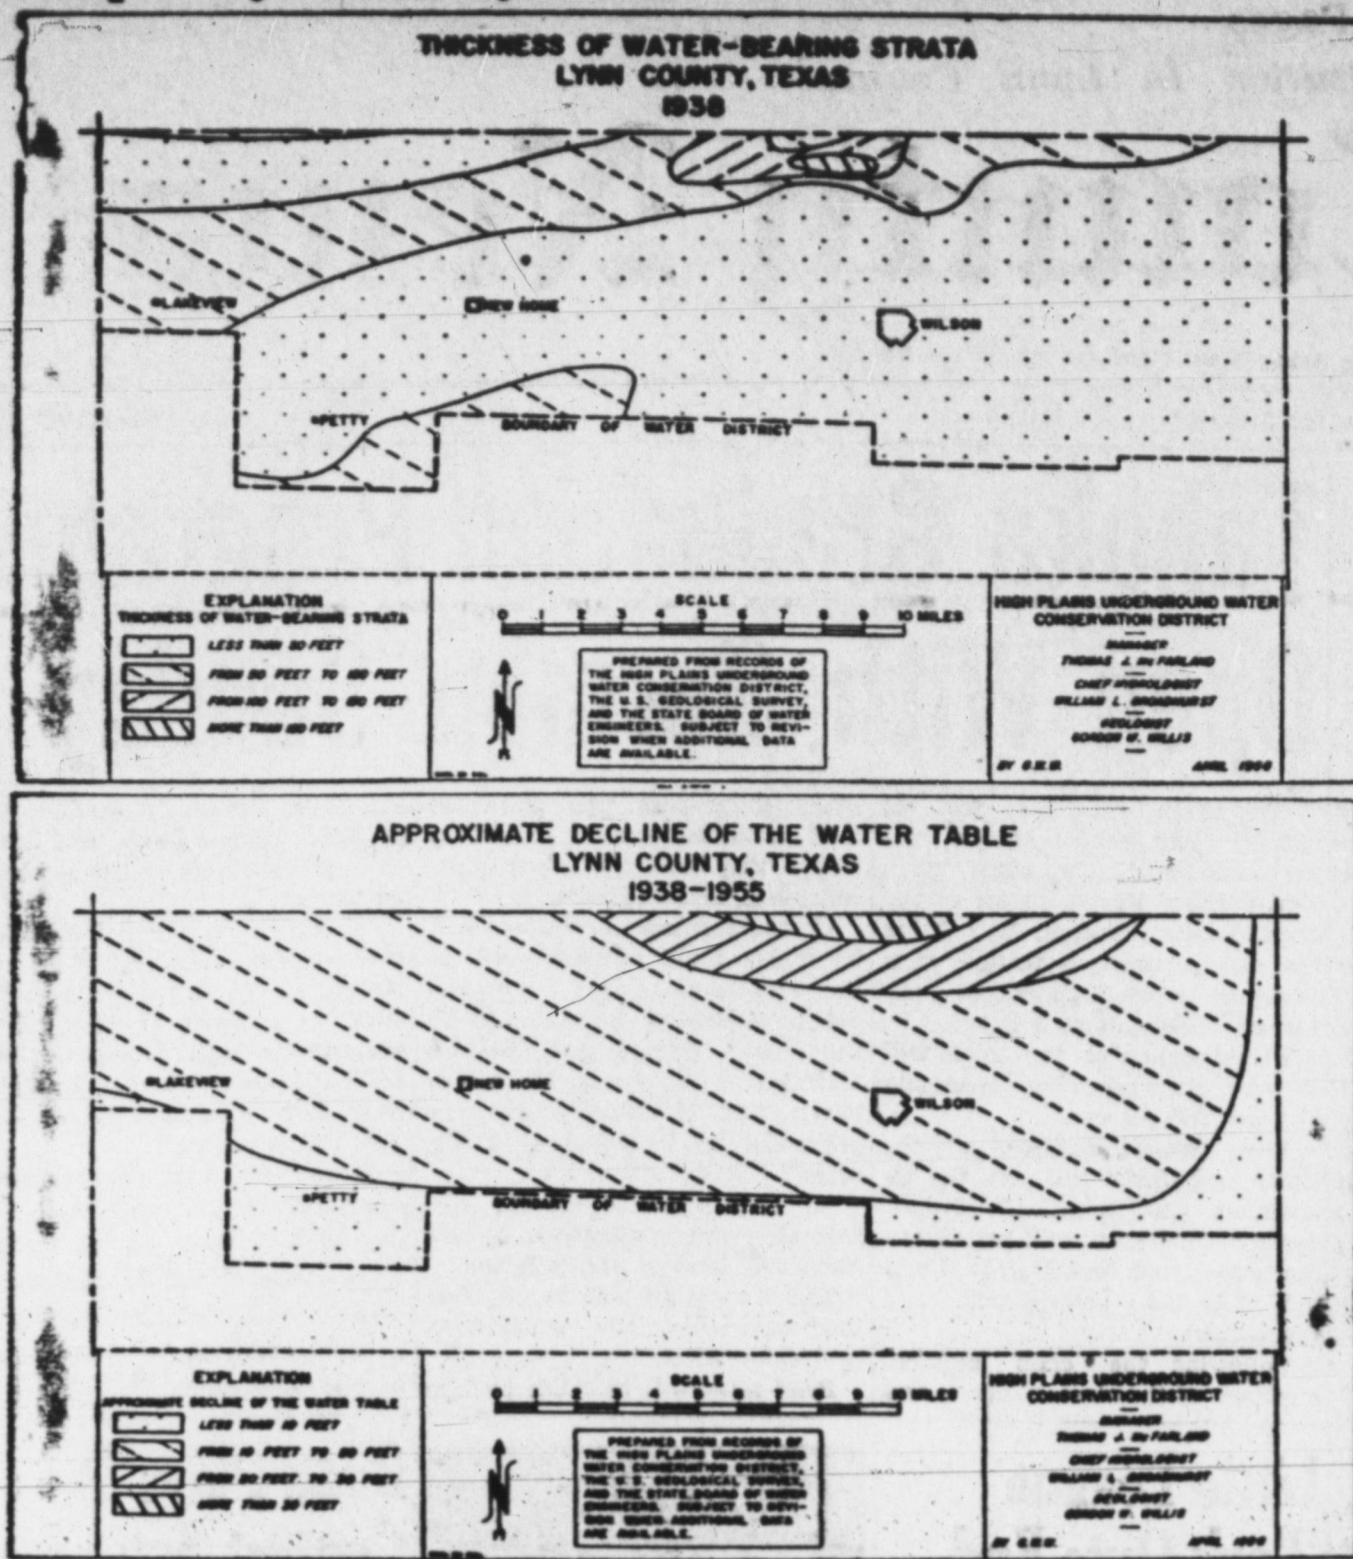 THICKNESS OF WATER-BEARING STRATA
LYNN COUNTY, TEXAS
1938
LAKEVIEW
NEW HOME
WILSON
PETTY
BOUNDARY OF WATER DISTRICT
EXPLANATION
THICKNESS OF WATER-BEARING STRATA
LESS THAN 50 FEET
FROM 50 FEET TO 100 FEET
FROM 100 FEET TO 150 FEET
MORE THAN 150 FEET
SCALE
0 1 2 3 4 5 6 7 8 9 10 MILES
N
PREPARED FROM RECORDS OF
THE HIGH PLAINS UNDERGROUND
WATER CONSERVATION DISTRICT,
THE U. S. GEOLOGICAL SURVEY,
AND THE STATE BOARD OF WATER
ENGINEERS. SUBJECT TO REVI-
SION WHEN ADDITIONAL DATA
ARE AVAILABLE.
HIGH PLAINS UNDERGROUND WATER
CONSERVATION DISTRICT
MANAGER
THOMAS J. McFARLAND
CHIEF HYDROLOGIST
WILLIAM L. BROADHURST
GEOLOGIST
GORDON W. WILLIS
BY G.W.W. APRIL
APPROXIMATE DECLINE OF THE WATER TABLE
LYNN COUNTY, TEXAS
1938-1955
LAKEVIEW
NEW HOME
WILSON
PETTY
BOUNDARY OF WATER DISTRICT
EXPLANATION
APPROXIMATE DECLINE OF THE WATER TABLE
LESS THAN 10 FEET
FROM 10 FEET TO 20 FEET
FROM 20 FEET TO 30 FEET
MORE THAN 30 FEET
SCALE
0 1 2 3 4 5 6 7 8 9 10 MILES
N
PREPARED FROM RECORDS OF
THE HIGH PLAINS UNDERGROUND
WATER CONSERVATION DISTRICT,
THE U. S. GEOLOGICAL SURVEY,
AND THE STATE BOARD OF WATER
ENGINEERS. SUBJECT TO REVI-
SION WHEN ADDITIONAL DATA
ARE AVAILABLE.
HIGH PLAINS UNDERGROUND WATER
CONSERVATION DISTRICT
MANAGER
THOMAS J. McFARLAND
CHIEF HYDROLOGIST
WILLIAM L. BROADHURST
GEOLOGIST
GORDON W. WILLIS
BY G.W.W. APRIL